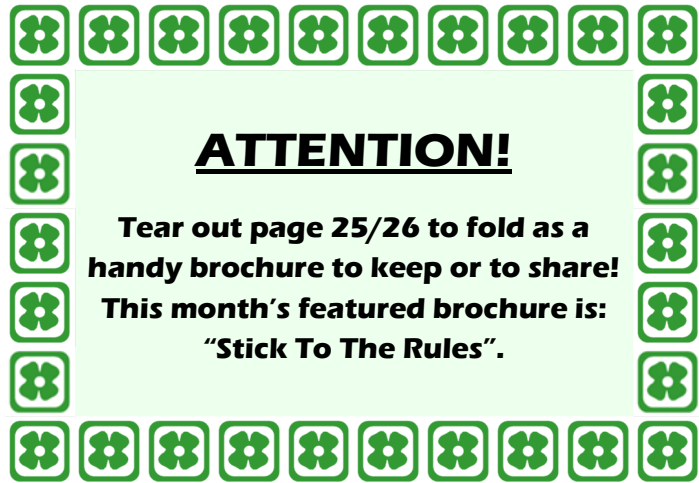 ATTENTION!
Tear out page 25/26 to fold as a
handy brochure to keep or to share!
This month’s featured brochure is:
“Stick To The Rules”.